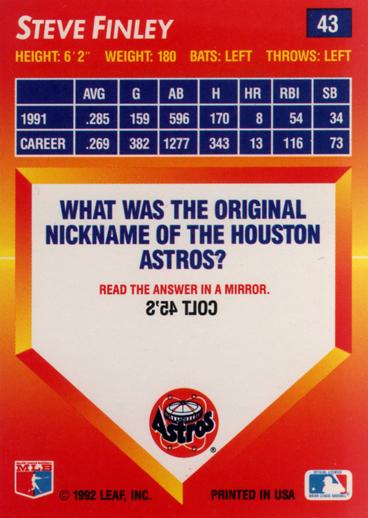 STEVE FINLEY 43
HEIGHT: 6'2" WEIGHT: 180 BATS: LEFT THROWS: LEFT
AVG G AB H HR RBI SB
1991 .285 159 596 170 8 54 34
CAREER .269 382 1277 343 13 116 73
WHAT WAS THE ORIGINAL
NICKNAME OF THE HOUSTON
ASTROS?
READ THE ANSWER IN A MIRROR.
COLT 45'S
Astros ®
MLB
© 1992 LEAF, INC. PRINTED IN USA